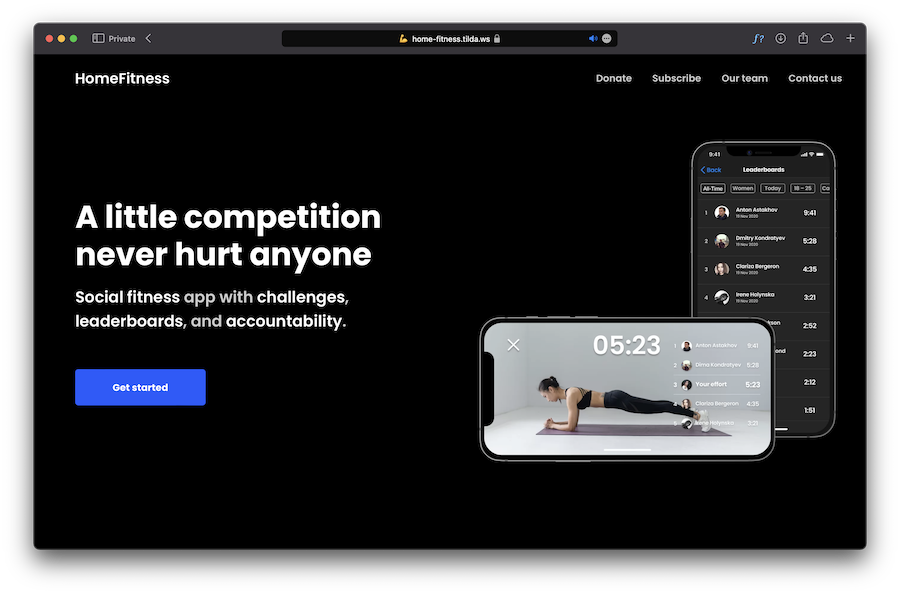 Private
home-fitness.tilda.ws
HomeFitness
Donate
Subscribe
Our team
Contact us
A little competition
never hurt anyone
Social fitness app with challenges,
leaderboards, and accountability.
Get started
9:41
Back
Leaderboards
All-Time
Women
Today
18 – 25
Ca
1 Anton Astakhov 9:41
19 Nov 2020
2 Dmitry Kondratyev 5:28
19 Nov 2020
3 Clariza Bergeron 4:35
19 Nov 2020
4 Irene Holynska 3:21
19 Nov 2020
2:52
2:23
2:12
1:51
05:23
1 Anton Astakhov 9:41
2 Dima Kondratyev 5:28
3 Your effort 5:23
4 Clariza Bergeron 4:35
Irene Holynska 3:21